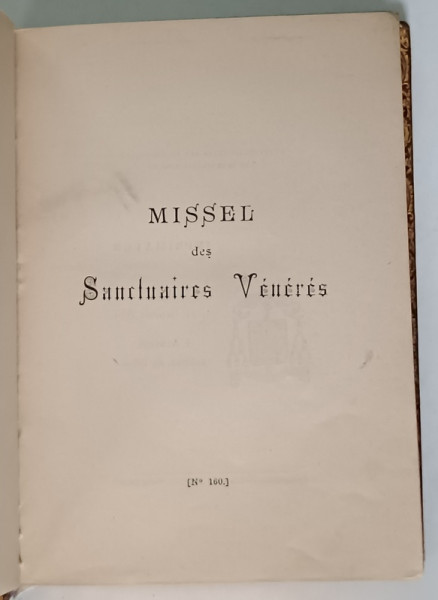 MISSEL
des
Sanctuaires Vénérés
[Nº 160.]